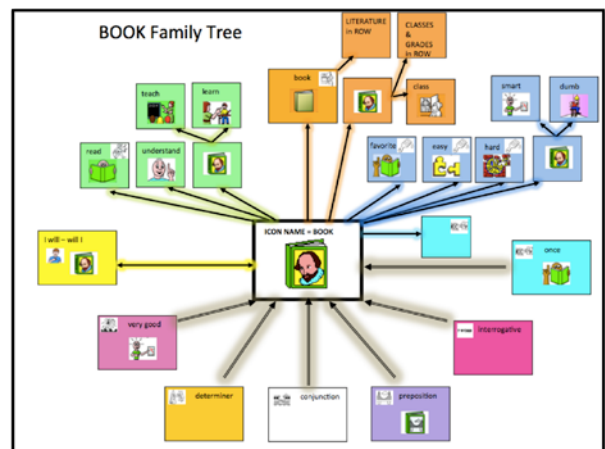 BOOK Family Tree
LITERATURE
in ROW
CLASSES
&
GRADES
in ROW
teach
learn
book
class
smart
dumb
read
understand
favorite
easy
hard
ICON NAME = BOOK
I will – will I
once
very good
interrogative
determiner
conjunction
preposition